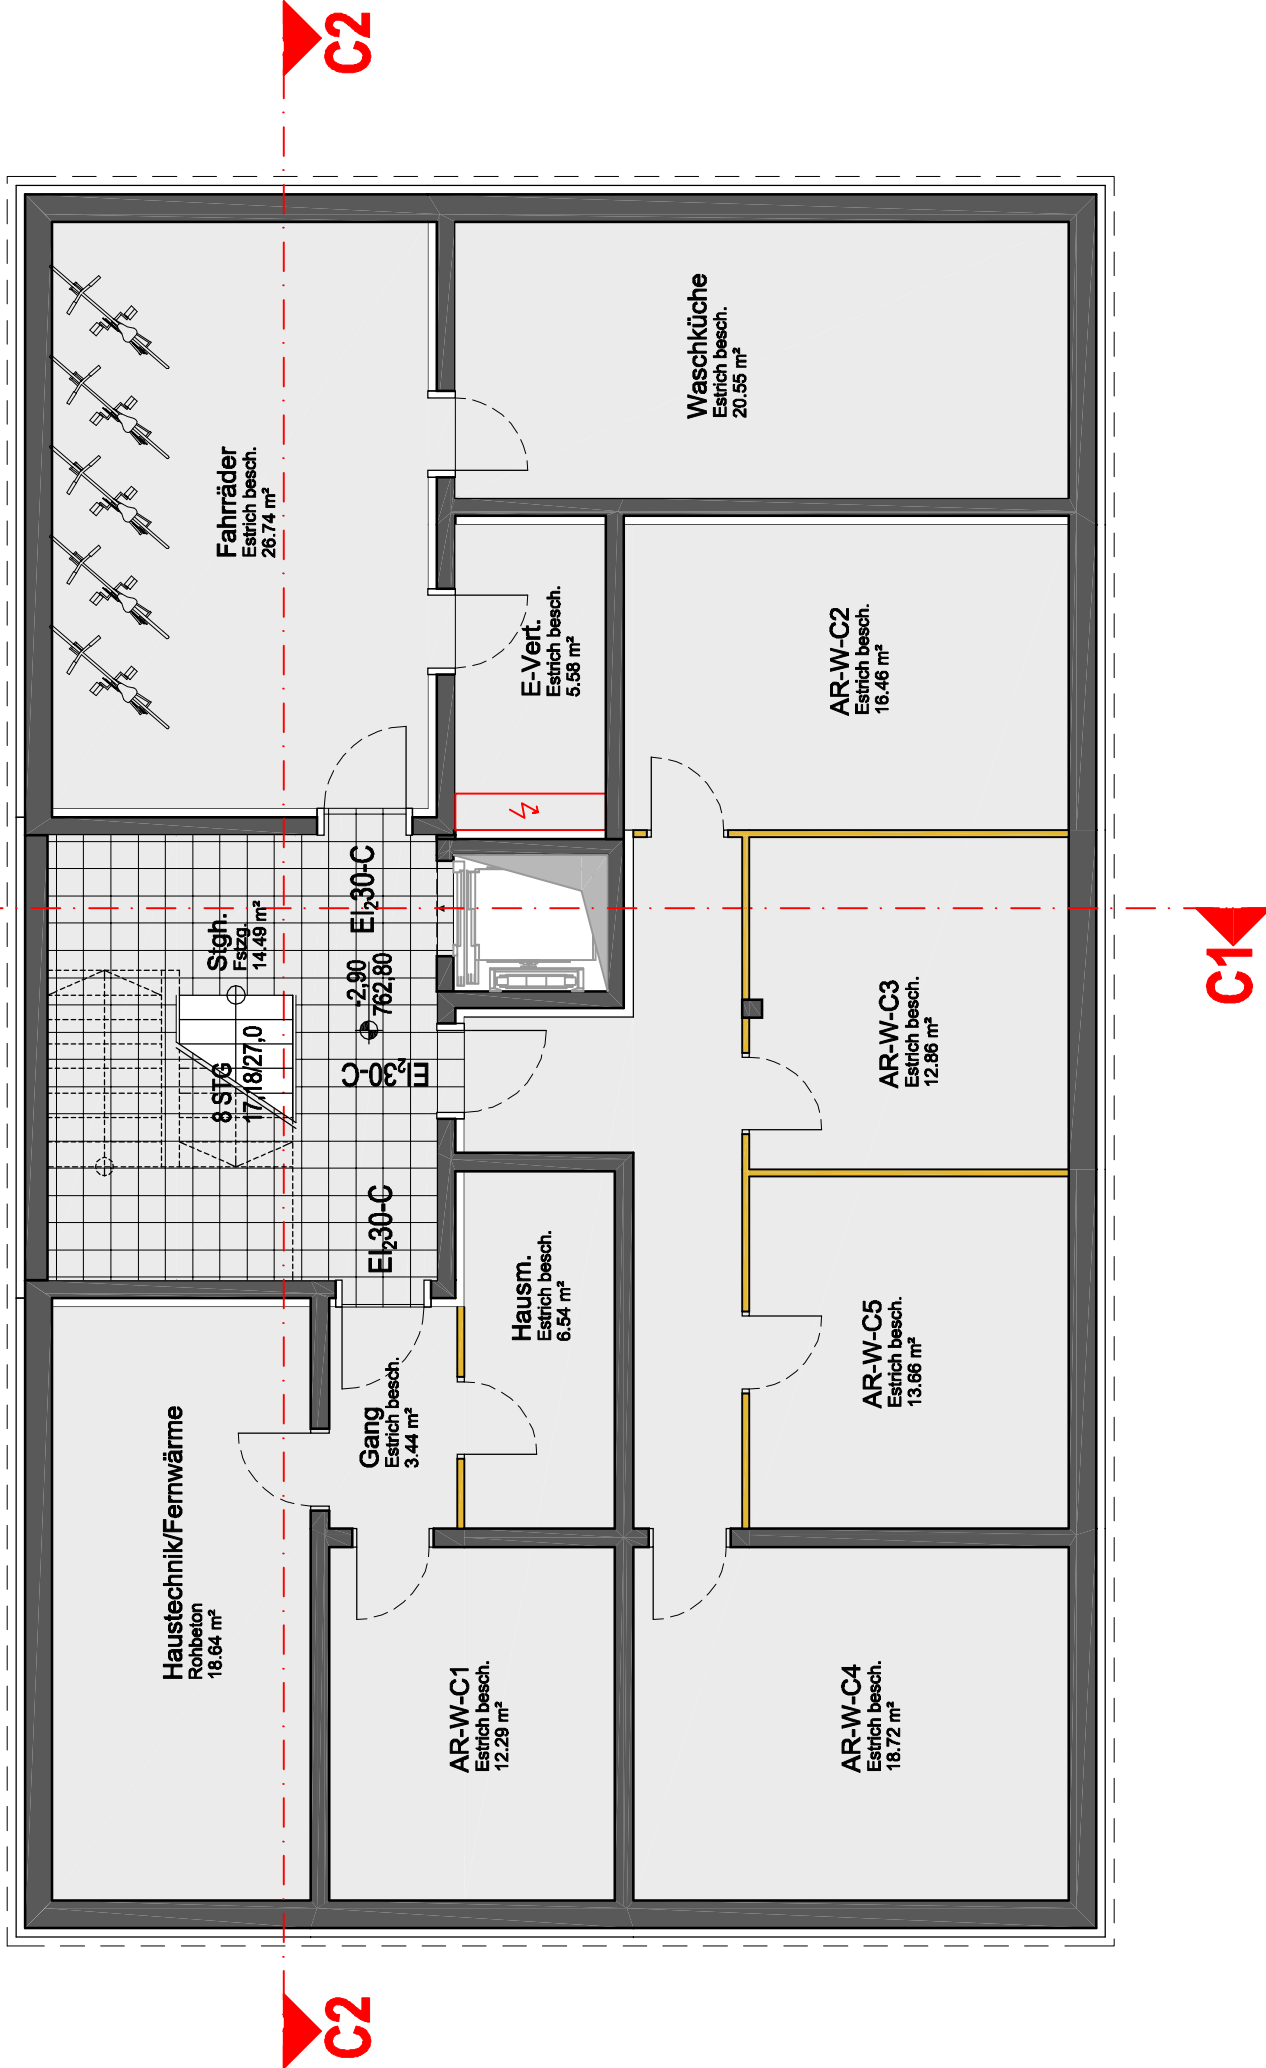 C2
Fahrräder
Estrich besch.
26.74 m²
Waschküche
Estrich besch.
20.55 m²
E-Vert.
Estrich besch.
5.58 m²
AR-W-C2
Estrich besch.
16.46 m²
Stgh.
Fstzg.
14.49 m²
EI₂30-C
-2,90
762,80
8 STG
17,18/27,0
EI₂30-C
EI₂30-C
C1
AR-W-C3
Estrich besch.
12.86 m²
Hausm.
Estrich besch.
6.54 m²
Gang
Estrich besch.
3.44 m²
AR-W-C5
Estrich besch.
13.66 m²
Haustechnik/Fernwärme
Rohbeton
18.64 m²
AR-W-C1
Estrich besch.
12.29 m²
AR-W-C4
Estrich besch.
18.72 m²
C2